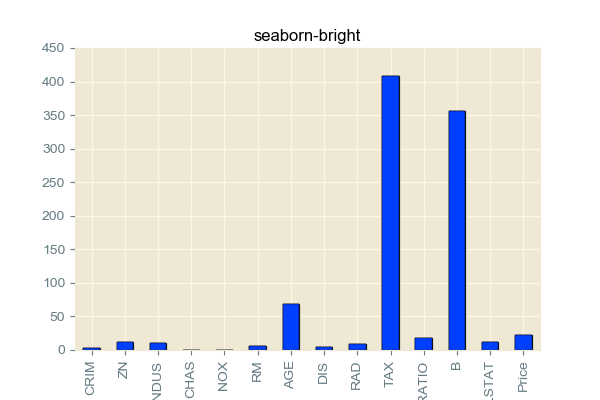 seaborn-bright
450
400
350
300
250
200
150
100
50
0
CRIM
ZN
NDUS
CHAS
NOX
RM
AGE
DIS
RAD
TAX
RATIO
B
.STAT
Price